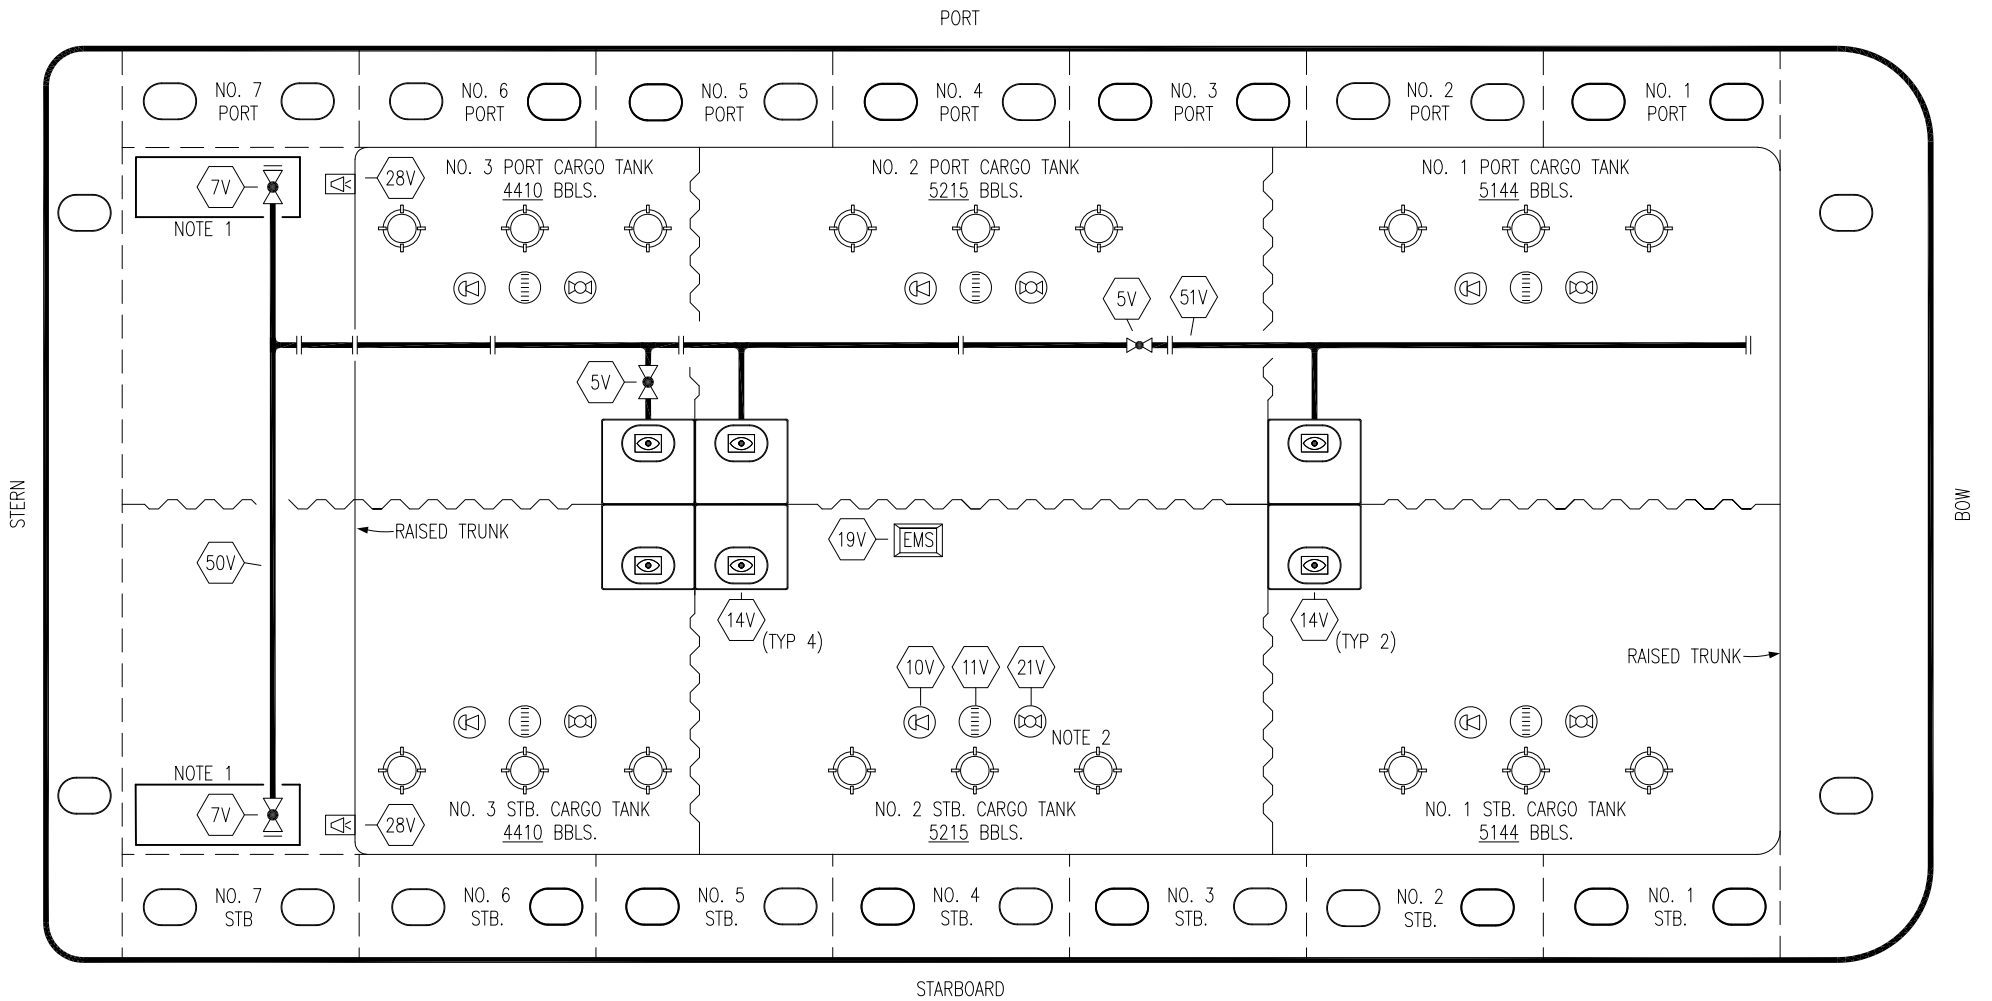 PORT
NO. 7
PORT
NO. 6
PORT
NO. 5
PORT
NO. 4
PORT
NO. 3
PORT
NO. 2
PORT
NO. 1
PORT
7V
NOTE 1
28V
NO. 3 PORT CARGO TANK
4410 BBLS.
NO. 2 PORT CARGO TANK
5215 BBLS.
NO. 1 PORT CARGO TANK
5144 BBLS.
5V
51V
5V
STERN
BOW
RAISED TRUNK
19V
EMS
50V
14V
(TYP 4)
14V
(TYP 2)
RAISED TRUNK
10V
11V
21V
NOTE 2
NOTE 1
7V
28V
NO. 3 STB. CARGO TANK
4410 BBLS.
NO. 2 STB. CARGO TANK
5215 BBLS.
NO. 1 STB. CARGO TANK
5144 BBLS.
NO. 7
STB
NO. 6
STB.
NO. 5
STB.
NO. 4
STB.
NO. 3
STB.
NO. 2
STB.
NO. 1
STB.
STARBOARD